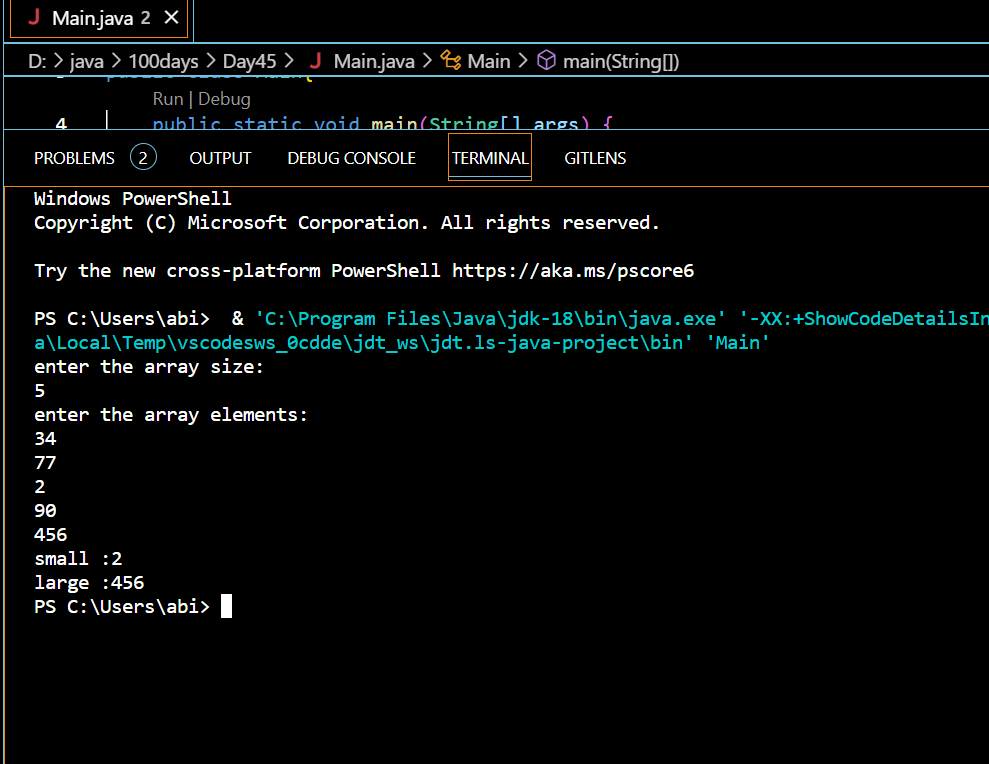 Main.java 2
D: > java > 100days > Day45 > Main.java > Main > main(String[])
Run | Debug
4 public static void main(String[] args) {
PROBLEMS 2 OUTPUT DEBUG CONSOLE TERMINAL GITLENS
Windows PowerShell
Copyright (C) Microsoft Corporation. All rights reserved.
Try the new cross-platform PowerShell https://aka.ms/pscore6
PS C:\Users\abi>  & 'C:\Program Files\Java\jdk-18\bin\java.exe' '-XX:+ShowCodeDetailsIn
a\Local\Temp\vscodesws_0cdde\jdt_ws\jdt.ls-java-project\bin' 'Main'
enter the array size:
5
enter the array elements:
34
77
2
90
456
small :2
large :456
PS C:\Users\abi>